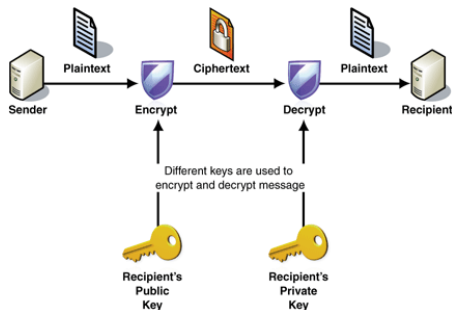 Plaintext
Ciphertext
Plaintext
Sender
Encrypt
Decrypt
Recipient
Different keys are used to
encrypt and decrypt message
Recipient's
Public
Key
Recipient's
Private
Key